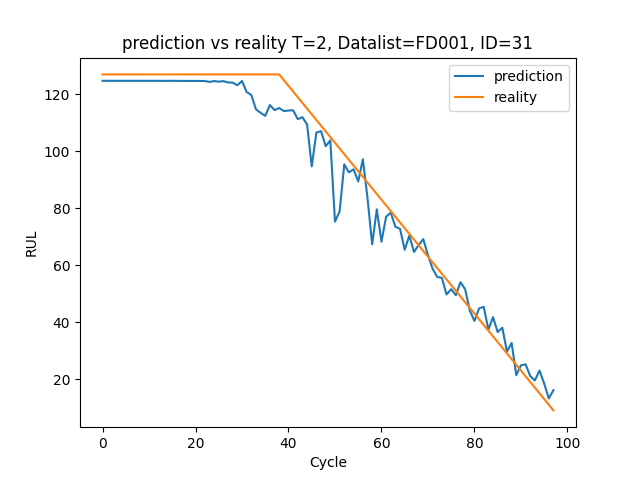 prediction vs reality T=2, Datalist=FD001, ID=31
prediction
reality
RUL
120
100
80
60
40
20
0 20 40 60 80 100
Cycle